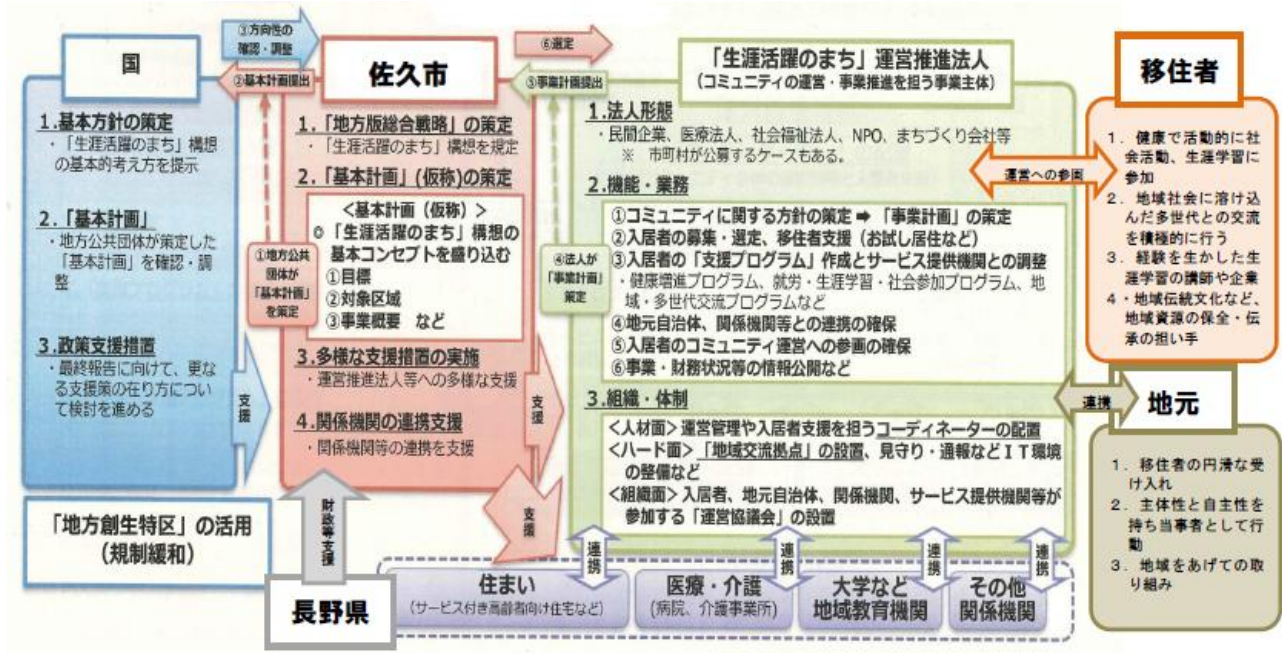 ③方向性の
確認・調整
国
②基本計画提出
1.基本方針の策定
・「生涯活躍のまち」構想
の基本的考え方を提示
2.「基本計画」
・地方公共団体が策定した
「基本計画」を確認・調
整
3.政策支援措置
・最終報告に向けて、更な
る支援策の在り方につい
て検討を進める
「地方創生特区」の活用
(規制緩和)
①地方公共
団体が
「基本計画」
を策定
支援
佐久市
1.「地方版総合戦略」の策定
・「生涯活躍のまち」構想を規定
2.「基本計画」(仮称)の策定
<基本計画(仮称)>
◎「生涯活躍のまち」構想の
基本コンセプトを盛り込む
①目標
②対象区域
③事業概要 など
3.多様な支援措置の実施
・運営推進法人等への多様な支援
4.関係機関の連携支援
・関係機関等の連携を支援
財政等支援
長野県
⑥選定
⑤事業計画提出
④法人が
「事業計画」
策定
支援
支援
「生涯活躍のまち」運営推進法人
(コミュニティの運営・事業推進を担う事業主体)
1.法人形態
・民間企業、医療法人、社会福祉法人、NPO、まちづくり会社等
※ 市町村が公募するケースもある。
2.機能・業務
①コミュニティに関する方針の策定 ➡ 「事業計画」の策定
②入居者の募集・選定、移住者支援(お試し居住など)
③入居者の「支援プログラム」作成とサービス提供機関との調整
・健康増進プログラム、就労・生涯学習・社会参加プログラム、地
域・多世代交流プログラムなど
④地元自治体、関係機関等との連携の確保
⑤入居者のコミュニティ運営への参画の確保
⑥事業・財務状況等の情報公開など
3.組織・体制
<人材面>運営管理や入居者支援を担うコーディネーターの配置
<ハード面>「地域交流拠点」の設置、見守り・通報などIT環境
の整備など
<組織面>入居者、地元自治体、関係機関、サービス提供機関等が
参加する「運営協議会」の設置
連携
連携
連携
連携
住まい
(サービス付き高齢者向け住宅など)
医療・介護
(病院、介護事業所)
大学など
地域教育機関
その他
関係機関
運営への参画
移住者
1. 健康で活動的に社
会活動、生涯学習に
参加
2. 地域社会に溶け込
んだ多世代との交流
を積極的に行う
3. 経験を生かした生
涯学習の講師や企業
4・地域伝統文化など、
地域資源の保全・伝
承の担い手
連携
地元
1. 移住者の円滑な受
け入れ
2. 主体性と自主性を
持ち当事者として行
動
3. 地域をあげての取
り組み